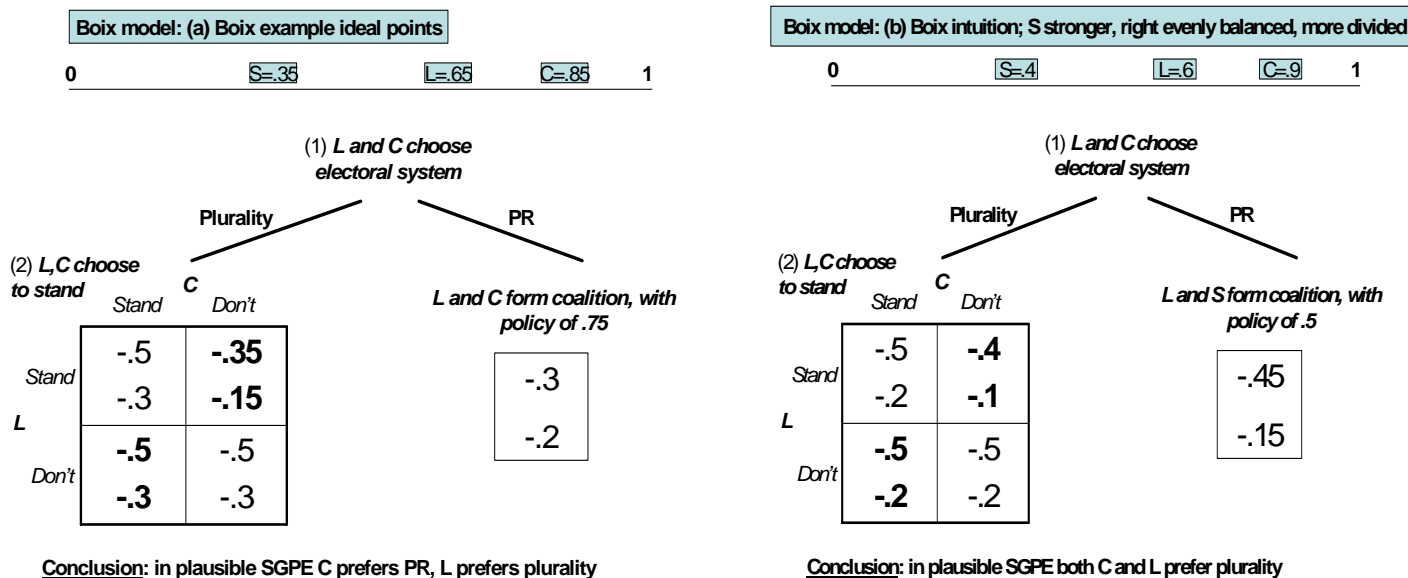 Boix model: (a) Boix example ideal points
0 S=.35 L=.65 C=.85 1
(1) L and C choose
electoral system
Plurality PR
(2) L,C choose
to stand
C
Stand Don't
L and C form coalition, with
policy of .75
Stand
L
Don't
-.5 -.35
-.3 -.15
-.5 -.5
-.3 -.3
-.3
-.2
Conclusion: in plausible SGPE C prefers PR, L prefers plurality
Boix model: (b) Boix intuition; S stronger, right evenly balanced, more divided
0 S=.4 L=.6 C=.9 1
(1) L and C choose
electoral system
Plurality PR
(2) L,C choose
to stand
C
Stand Don't
L and S form coalition, with
policy of .5
Stand
L
Don't
-.5 -.4
-.2 -.1
-.5 -.5
-.2 -.2
-.45
-.15
Conclusion: in plausible SGPE both C and L prefer plurality